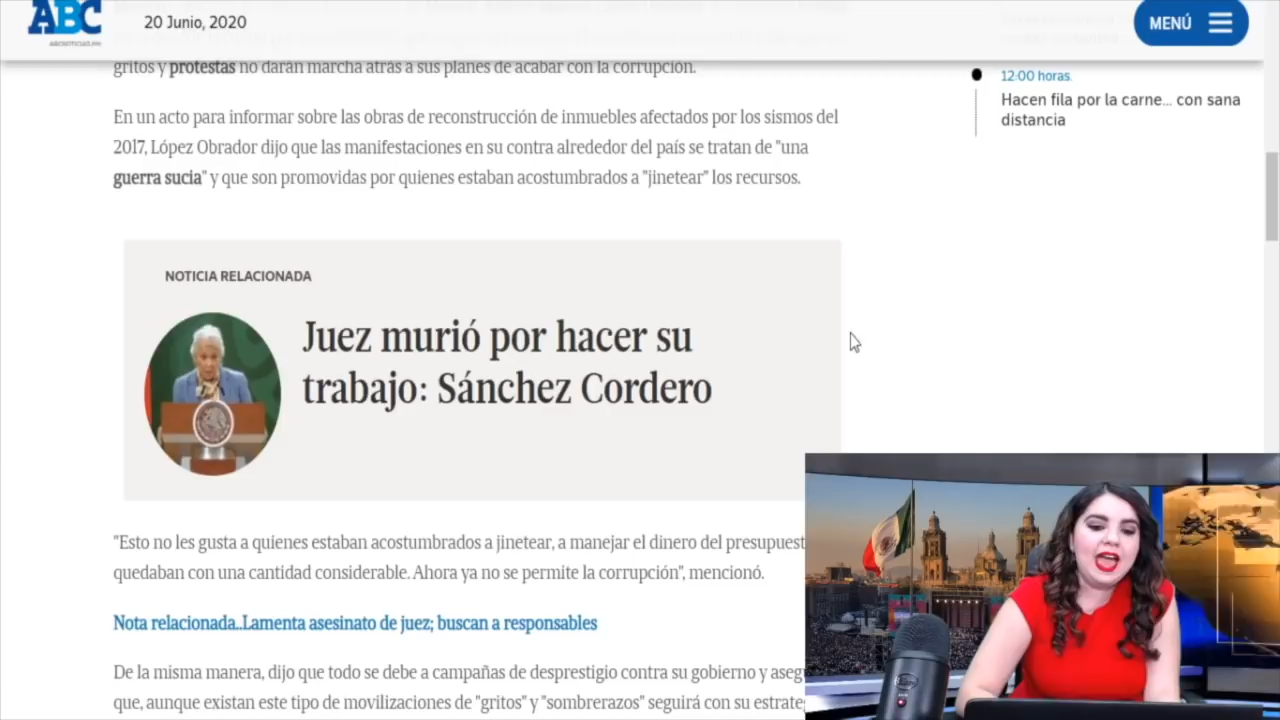 ABC
20 Junio, 2020
MENÚ
gritos y protestas no darán marcha atrás a sus planes de acabar con la corrupción.
En un acto para informar sobre las obras de reconstrucción de inmuebles afectados por los sismos del
2017, López Obrador dijo que las manifestaciones en su contra alrededor del país se tratan de "una
guerra sucia" y que son promovidas por quienes estaban acostumbrados a "jinetear" los recursos.
12:00 horas.
Hacen fila por la carne... con sana
distancia
NOTICIA RELACIONADA
Juez murió por hacer su
trabajo: Sánchez Cordero
"Esto no les gusta a quienes estaban acostumbrados a jinetear, a manejar el dinero del presupuest
quedaban con una cantidad considerable. Ahora ya no se permite la corrupción", mencionó.
Nota relacionada..Lamenta asesinato de juez; buscan a responsables
De la misma manera, dijo que todo se debe a campañas de desprestigio contra su gobierno y aseg
que, aunque existan este tipo de movilizaciones de "gritos" y "sombrerazos" seguirá con su estrate